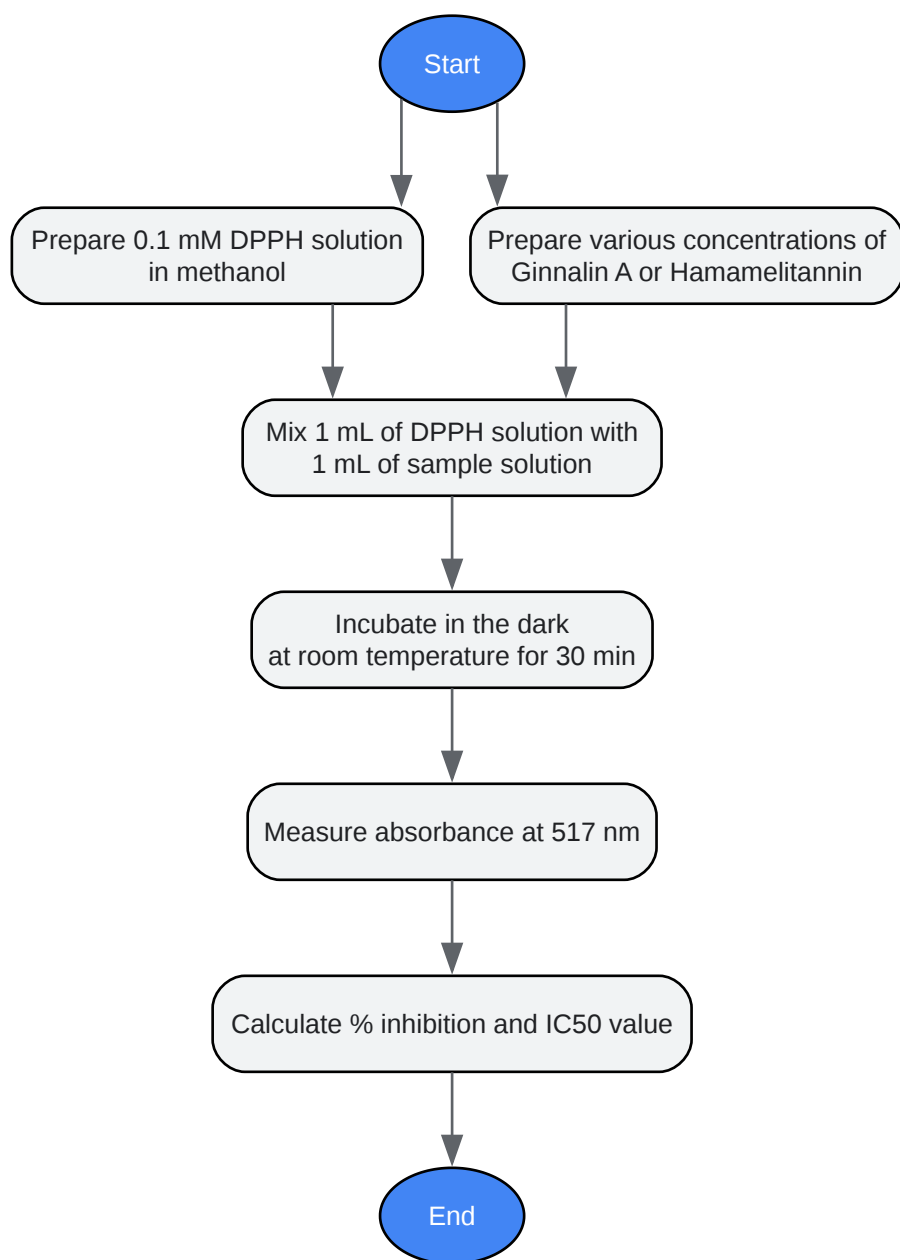 Start
Prepare 0.1 mM DPPH solution
in methanol
Prepare various concentrations of
Ginnalin A or Hamamelitannin
Mix 1 mL of DPPH solution with
1 mL of sample solution
Incubate in the dark
at room temperature for 30 min
Measure absorbance at 517 nm
Calculate % inhibition and IC50 value
End